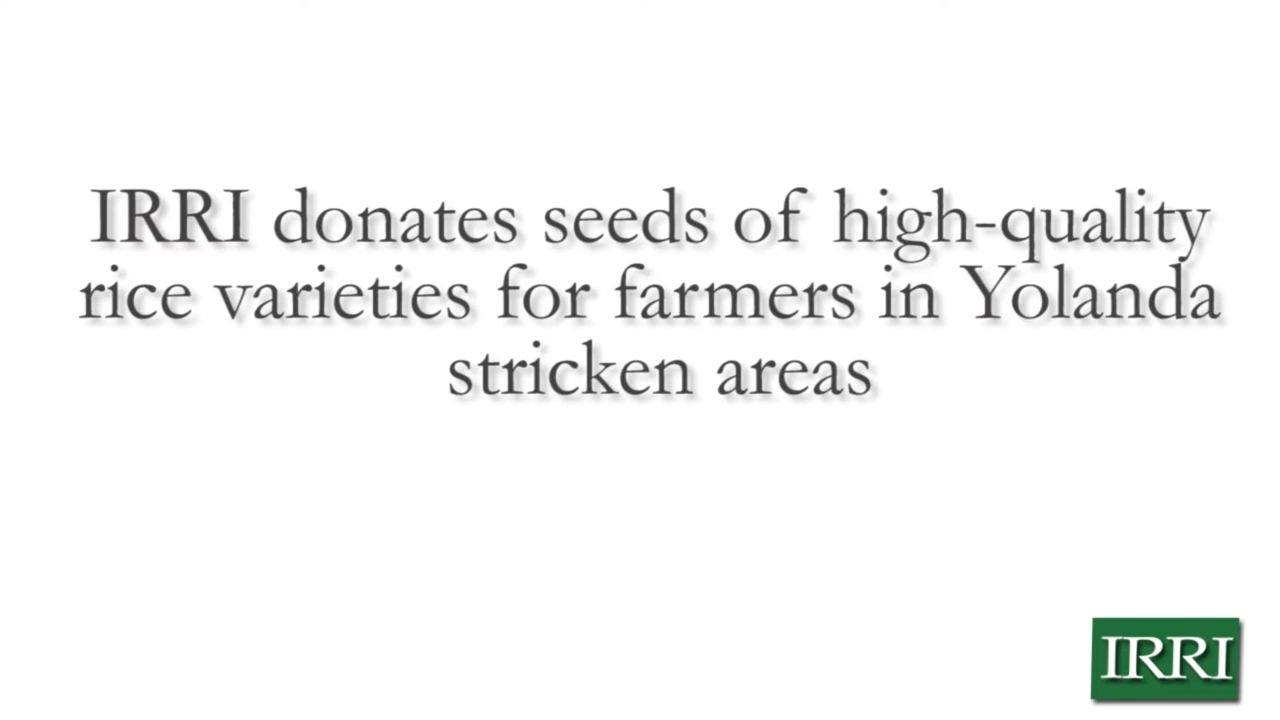 IRRI donates seeds of high-quality
rice varieties for farmers in Yolanda
stricken areas
IRRI